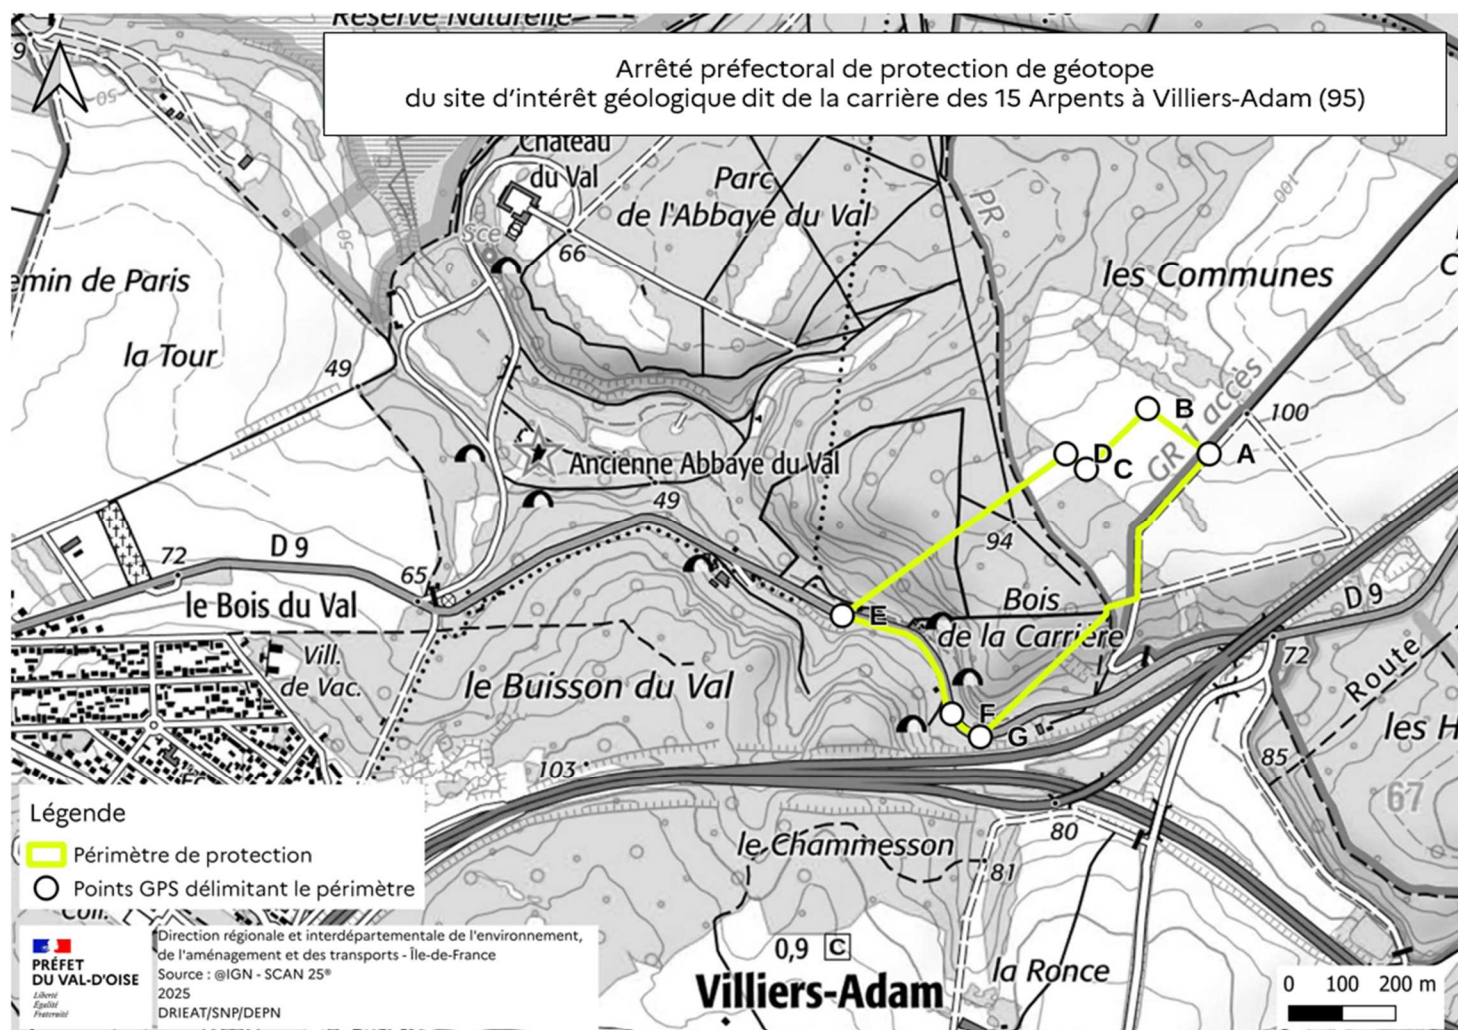 Réserve Naturelle
Arrêté préfectoral de protection de géotope
du site d'intérêt géologique dit de la carrière des 15 Arpents à Villiers-Adam (95)
9
50
Château
du Val
Sce
66
Parc
de l'Abbaye du Val
PR
100
les Communes
50
emin de Paris
la Tour
49
GR 1 accès
100
B
A
D
C
Ancienne Abbaye du Val
49
94
72
D 9
65
le Bois du Val
E
Bois
de la Carrière
D 9
72
Vill.
de Vac.
le Buisson du Val
F
G
Route
les H
85
67
103
80
le Chammesson
81
Légende
Périmètre de protection
Points GPS délimitant le périmètre
Coll.
PRÉFET
DU VAL-D'OISE
Liberté
Égalité
Fraternité
Direction régionale et interdépartementale de l'environnement,
de l'aménagement et des transports - Île-de-France
Source : @IGN - SCAN 25®
2025
DRIEAT/SNP/DEPN
0,9 C
Villiers-Adam
la Ronce
0 100 200 m